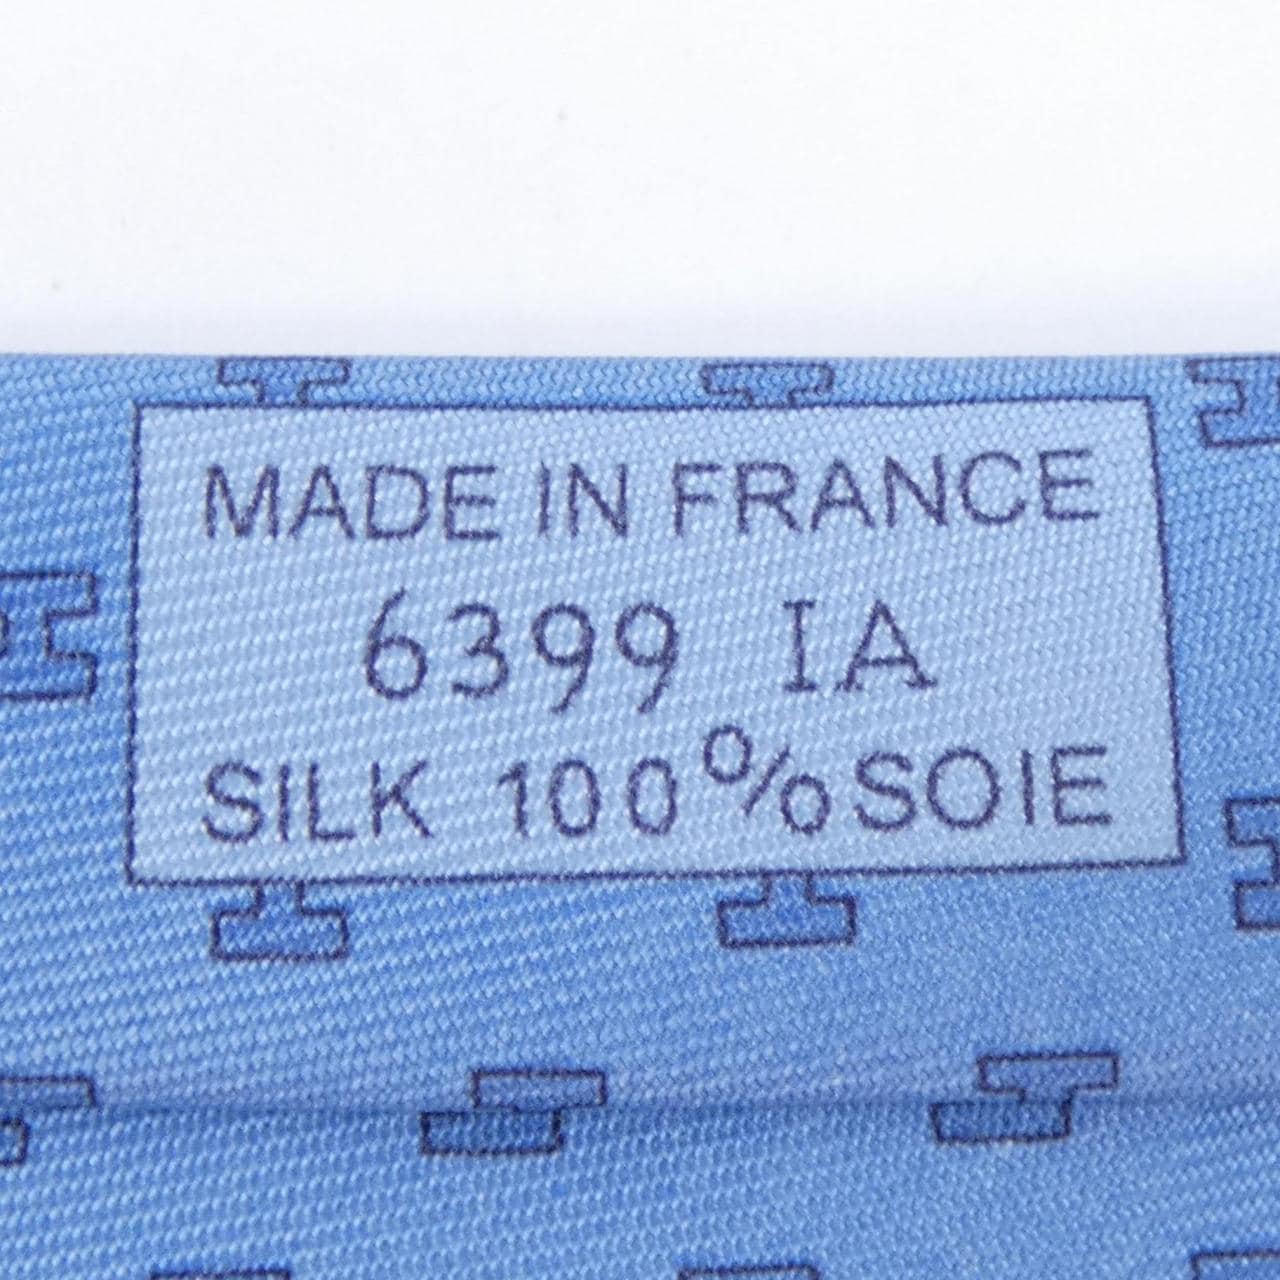 MADE IN FRANCE
6399 IA
SILK 100%SOIE